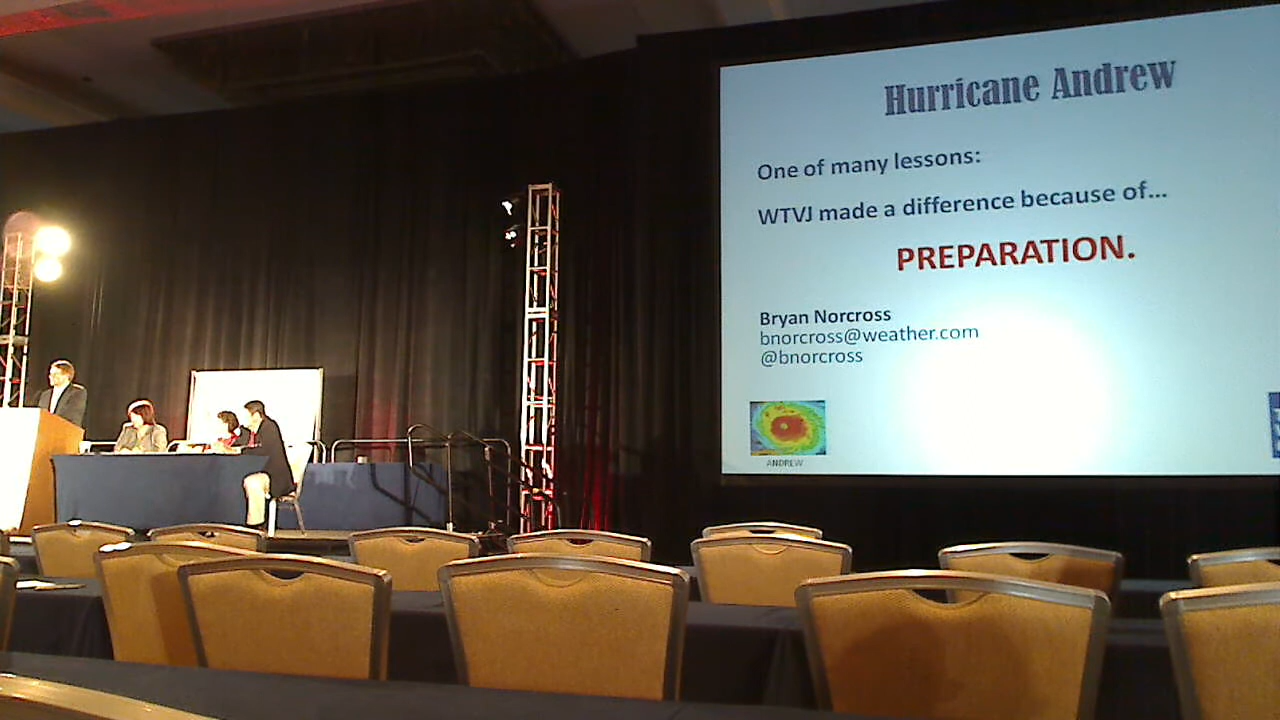 Hurricane Andrew
One of many lessons:
WTVJ made a difference because of...
PREPARATION.
Bryan Norcross
bnorcross@weather.com
@bnorcross
ANDREW